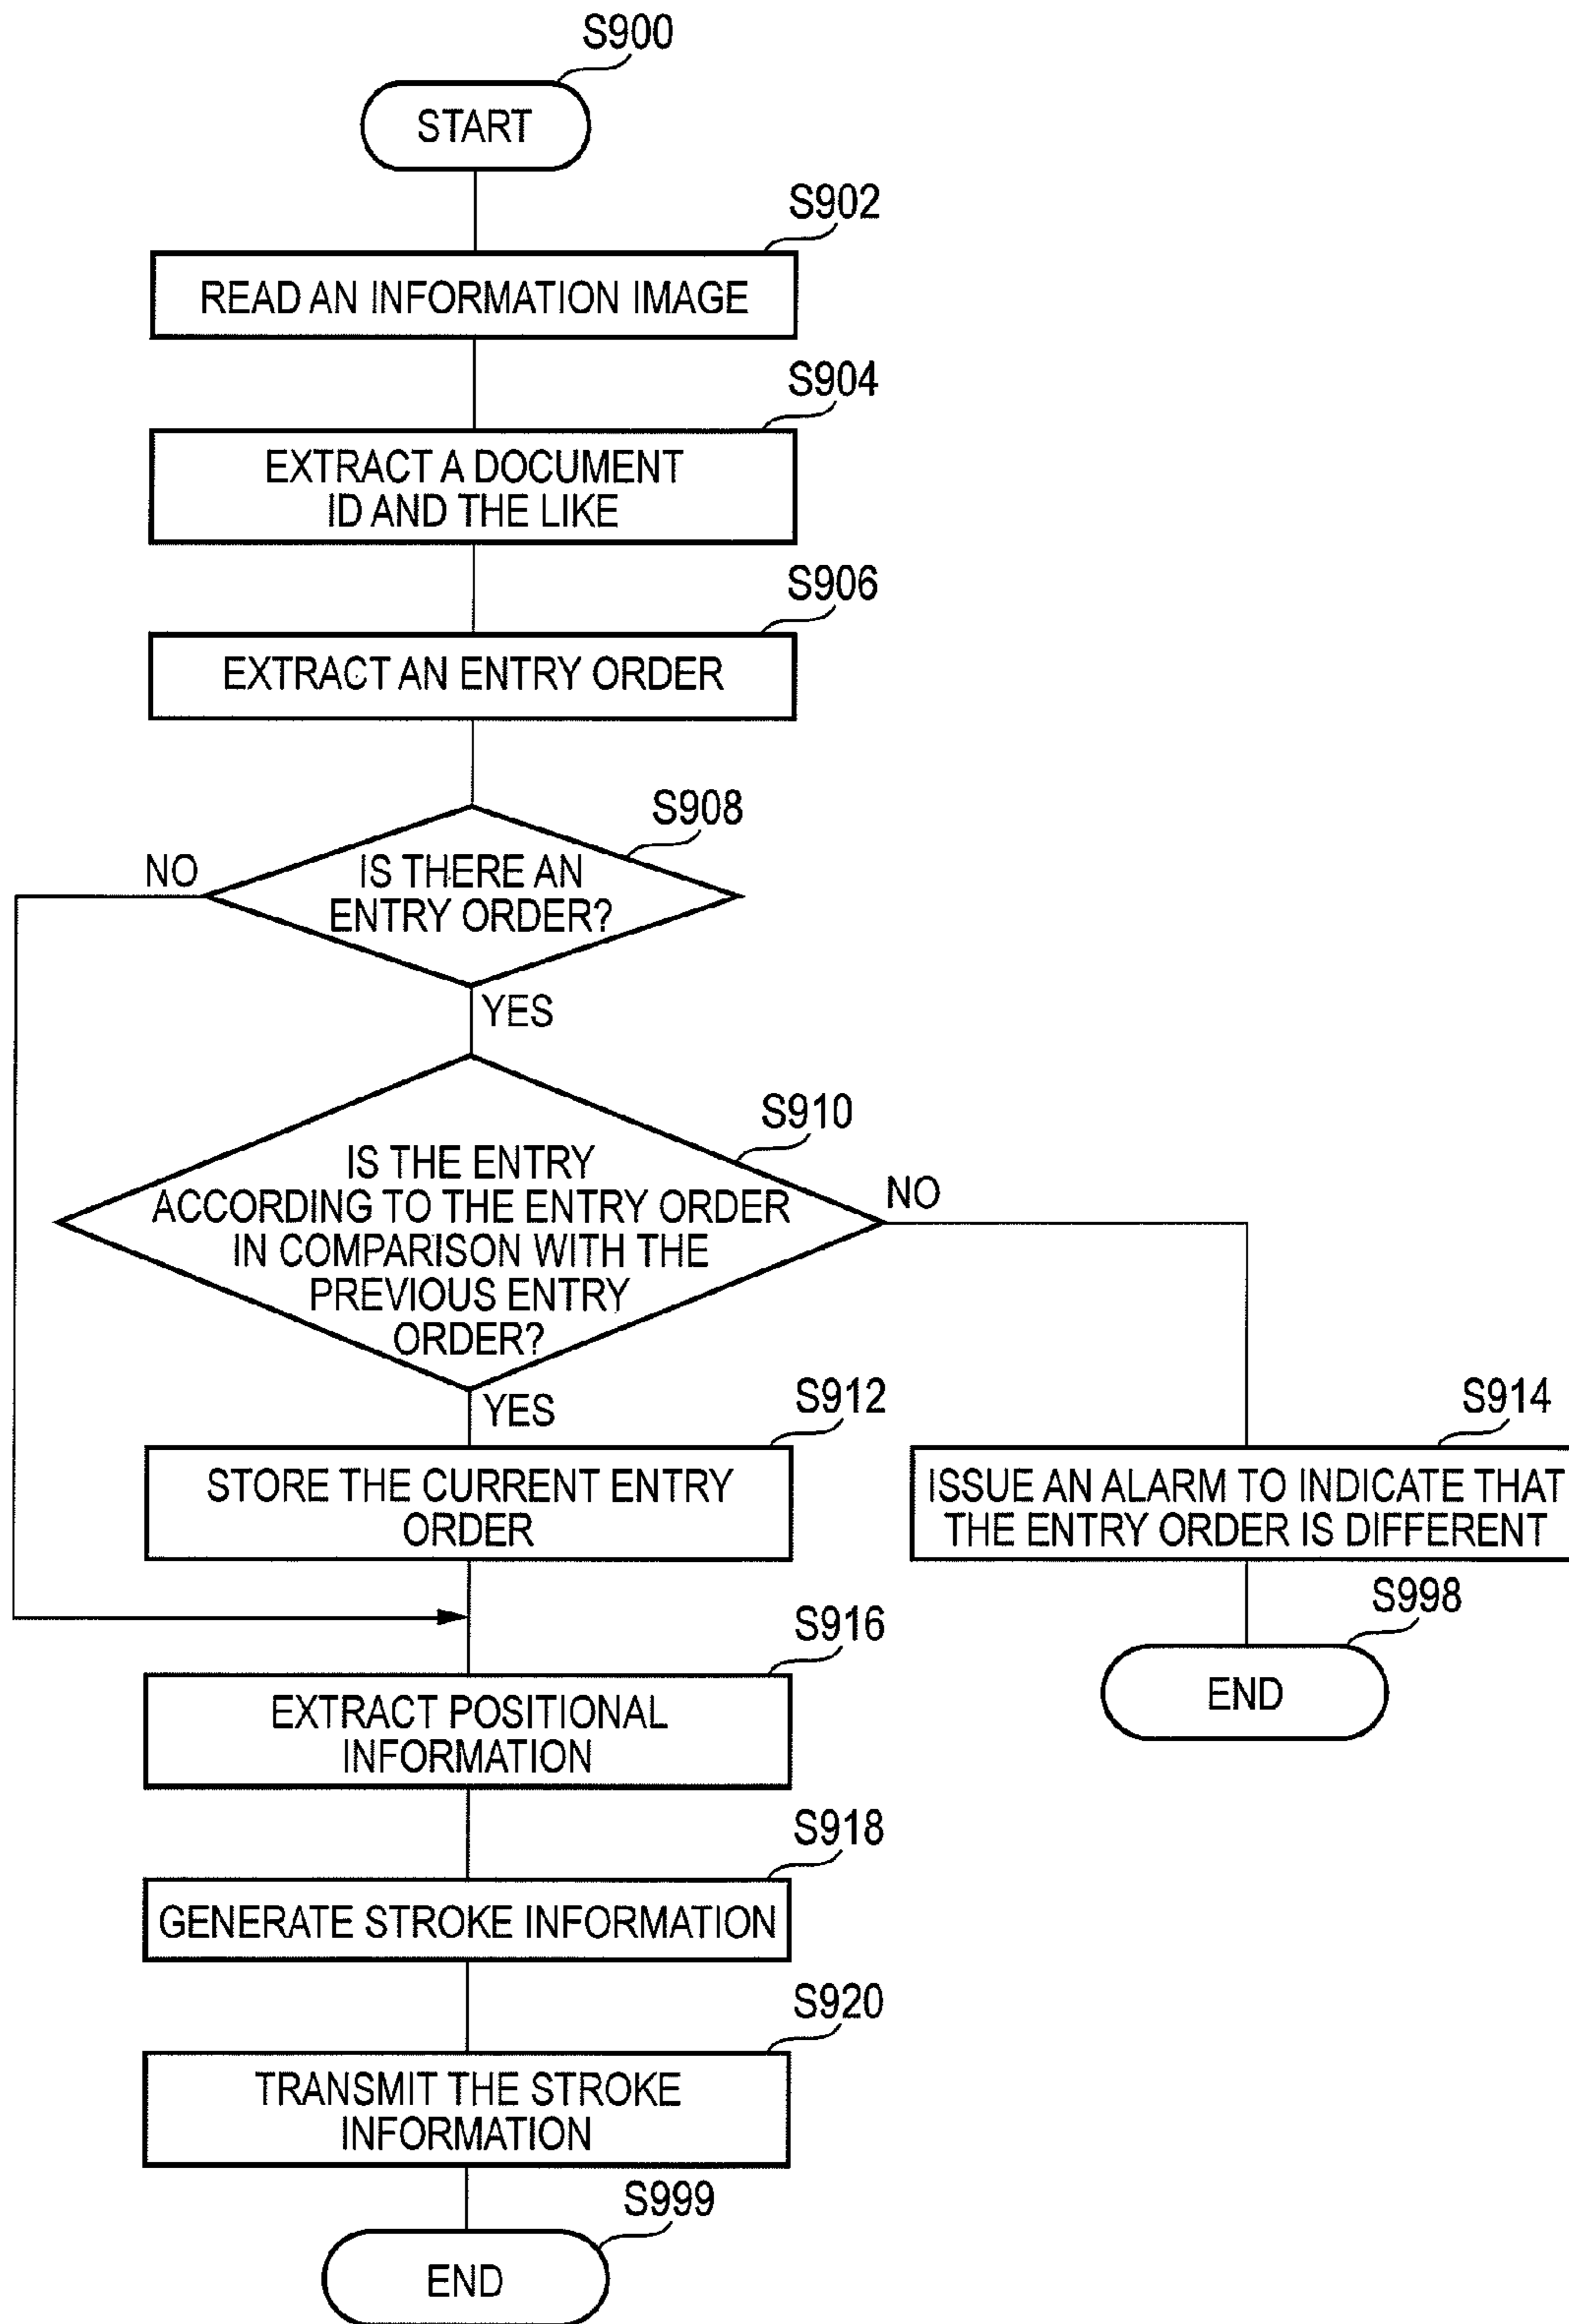 S900
START
S902
READ AN INFORMATION IMAGE
S904
EXTRACT A DOCUMENT
ID AND THE LIKE
S906
EXTRACT AN ENTRY ORDER
S908
NO
IS THERE AN
ENTRY ORDER?
YES
S910
IS THE ENTRY
ACCORDING TO THE ENTRY ORDER
IN COMPARISON WITH THE
PREVIOUS ENTRY
ORDER?
NO
YES
S912
STORE THE CURRENT ENTRY
ORDER
S914
ISSUE AN ALARM TO INDICATE THAT
THE ENTRY ORDER IS DIFFERENT
S998
END
S916
EXTRACT POSITIONAL
INFORMATION
S918
GENERATE STROKE INFORMATION
S920
TRANSMIT THE STROKE
INFORMATION
S999
END